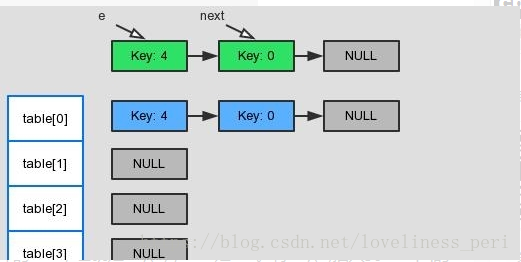 e next
Key: 4 Key: 0 NULL
table[0] Key: 4 Key: 0 NULL
table[1] NULL
table[2] NULL
table[3] NULL
https://blog.csdn.net/loveliness_peri